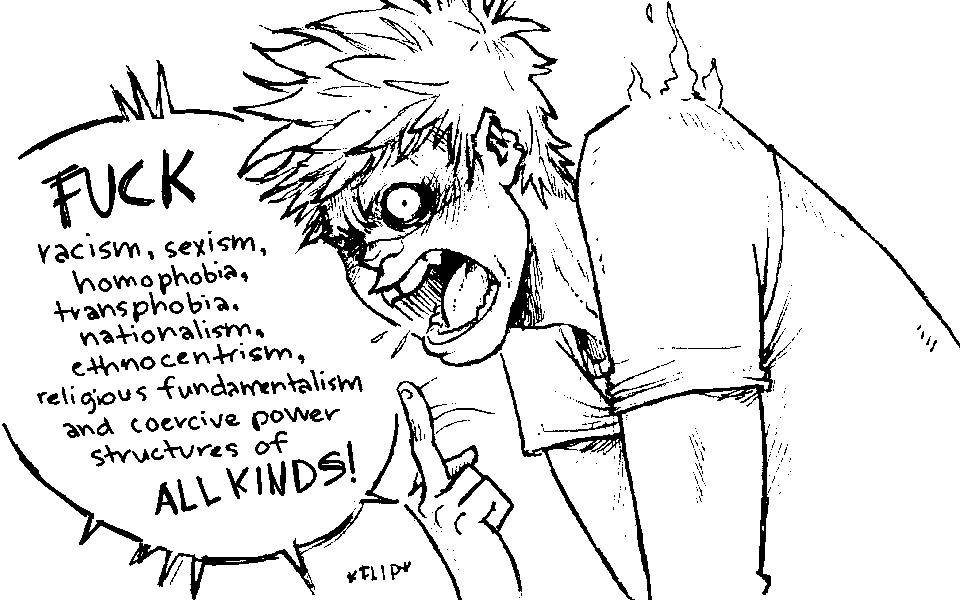 FUCK
racism, sexism,
homophobia,
transphobia,
nationalism,
ethnocentrism,
religious fundamentalism
and coercive power
structures of
ALL KINDS!
*FLIP*